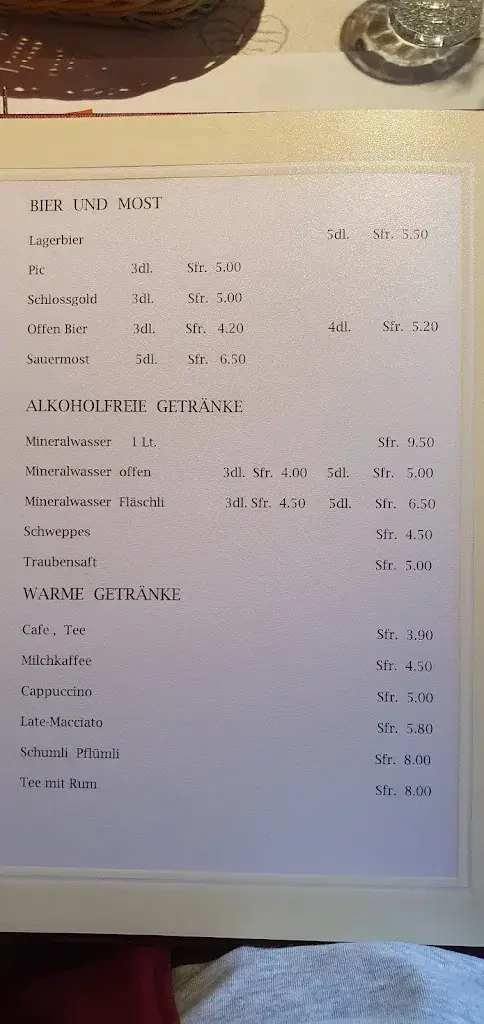 BIER UND MOST
Lagerbier 5dl. Sfr. 5.50
Pic 3dl. Sfr. 5.00
Schlossgold 3dl. Sfr. 5.00
Offen Bier 3dl. Sfr. 4.20 4dl. Sfr. 5.20
Sauermost 5dl. Sfr. 6.50
ALKOHOLFREIE GETRÄNKE
Mineralwasser 1 Lt. Sfr. 9.50
Mineralwasser offen 3dl. Sfr. 4.00 5dl. Sfr. 5.00
Mineralwasser Fläschli 3dl. Sfr. 4.50 5dl. Sfr. 6.50
Schweppes Sfr. 4.50
Traubensaft Sfr. 5.00
WARME GETRÄNKE
Cafe , Tee Sfr. 3.90
Milchkaffee Sfr. 4.50
Cappuccino Sfr. 5.00
Late-Macciato Sfr. 5.80
Schumli Pflümli Sfr. 8.00
Tee mit Rum Sfr. 8.00